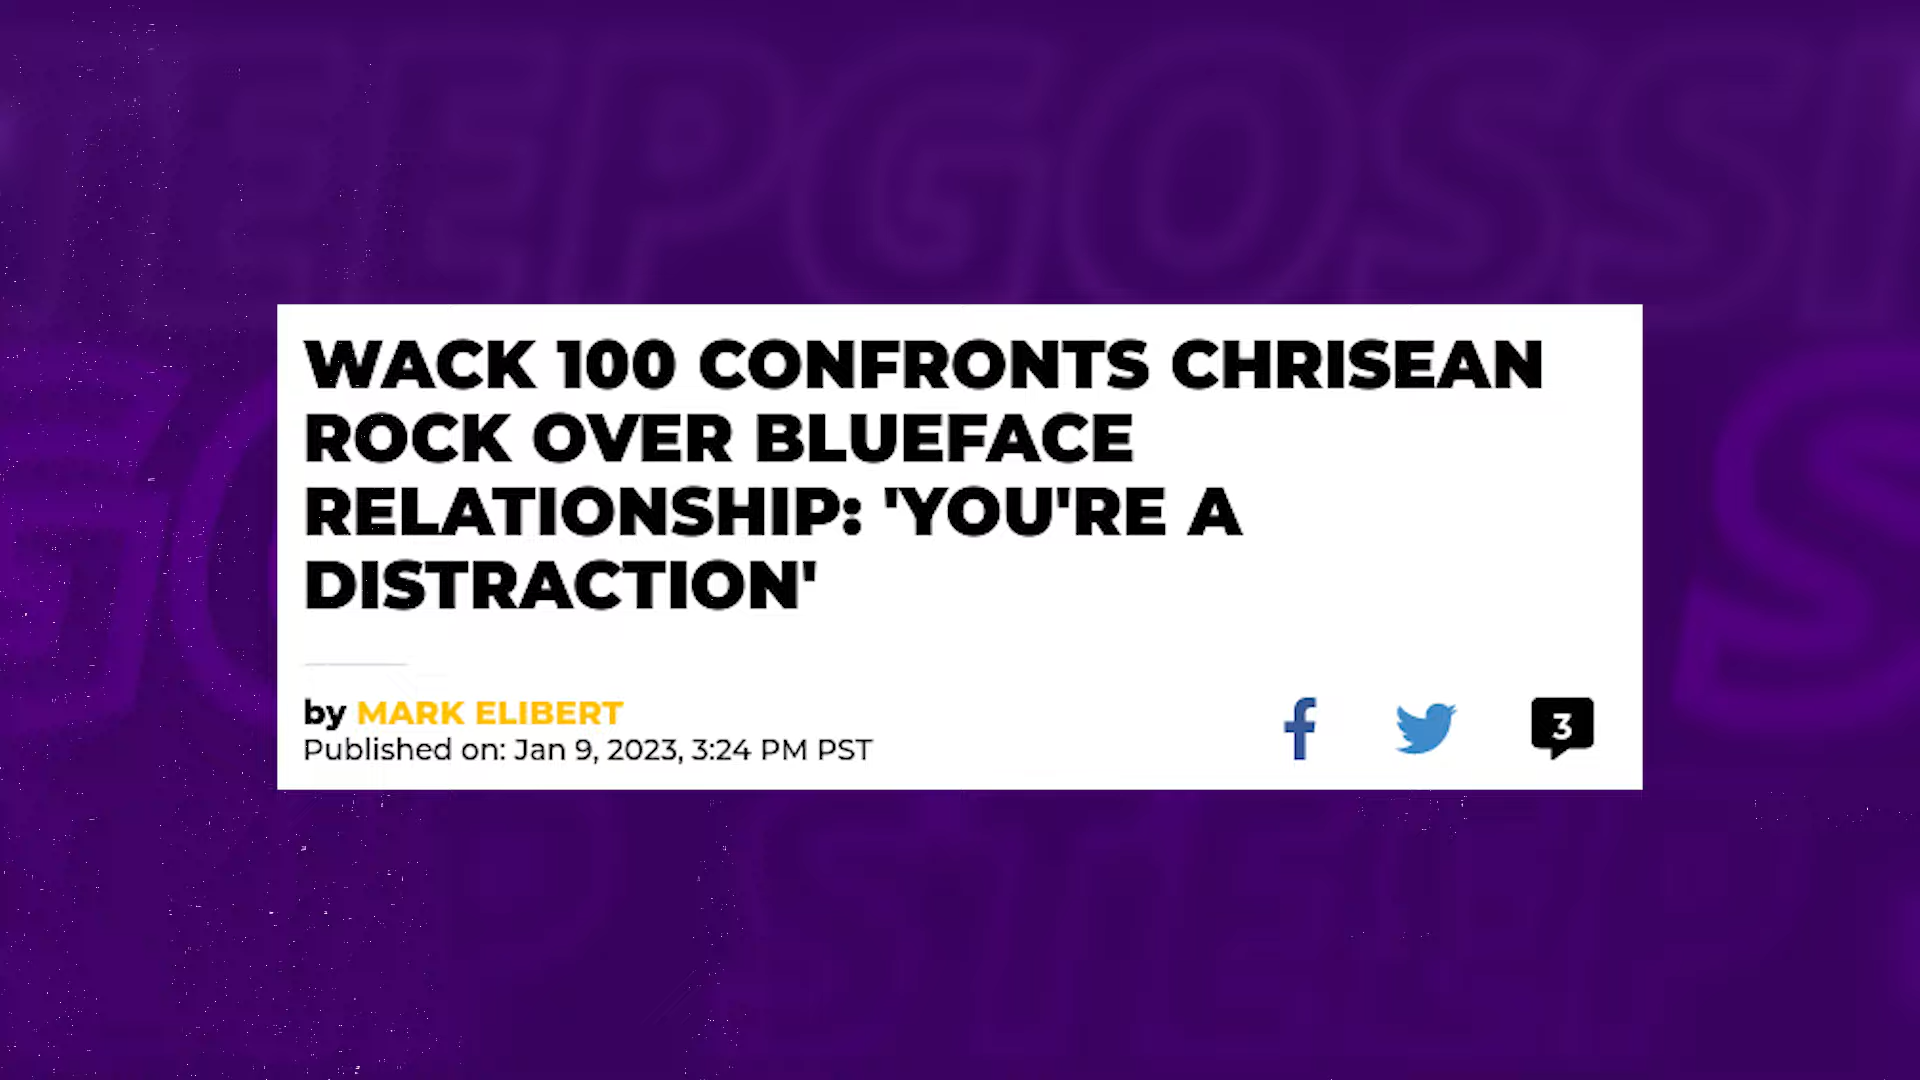 WACK 100 CONFRONTS CHRISEAN
ROCK OVER BLUEFACE
RELATIONSHIP: 'YOU'RE A
DISTRACTION'
by MARK ELIBERT
Published on: Jan 9, 2023, 3:24 PM PST
3